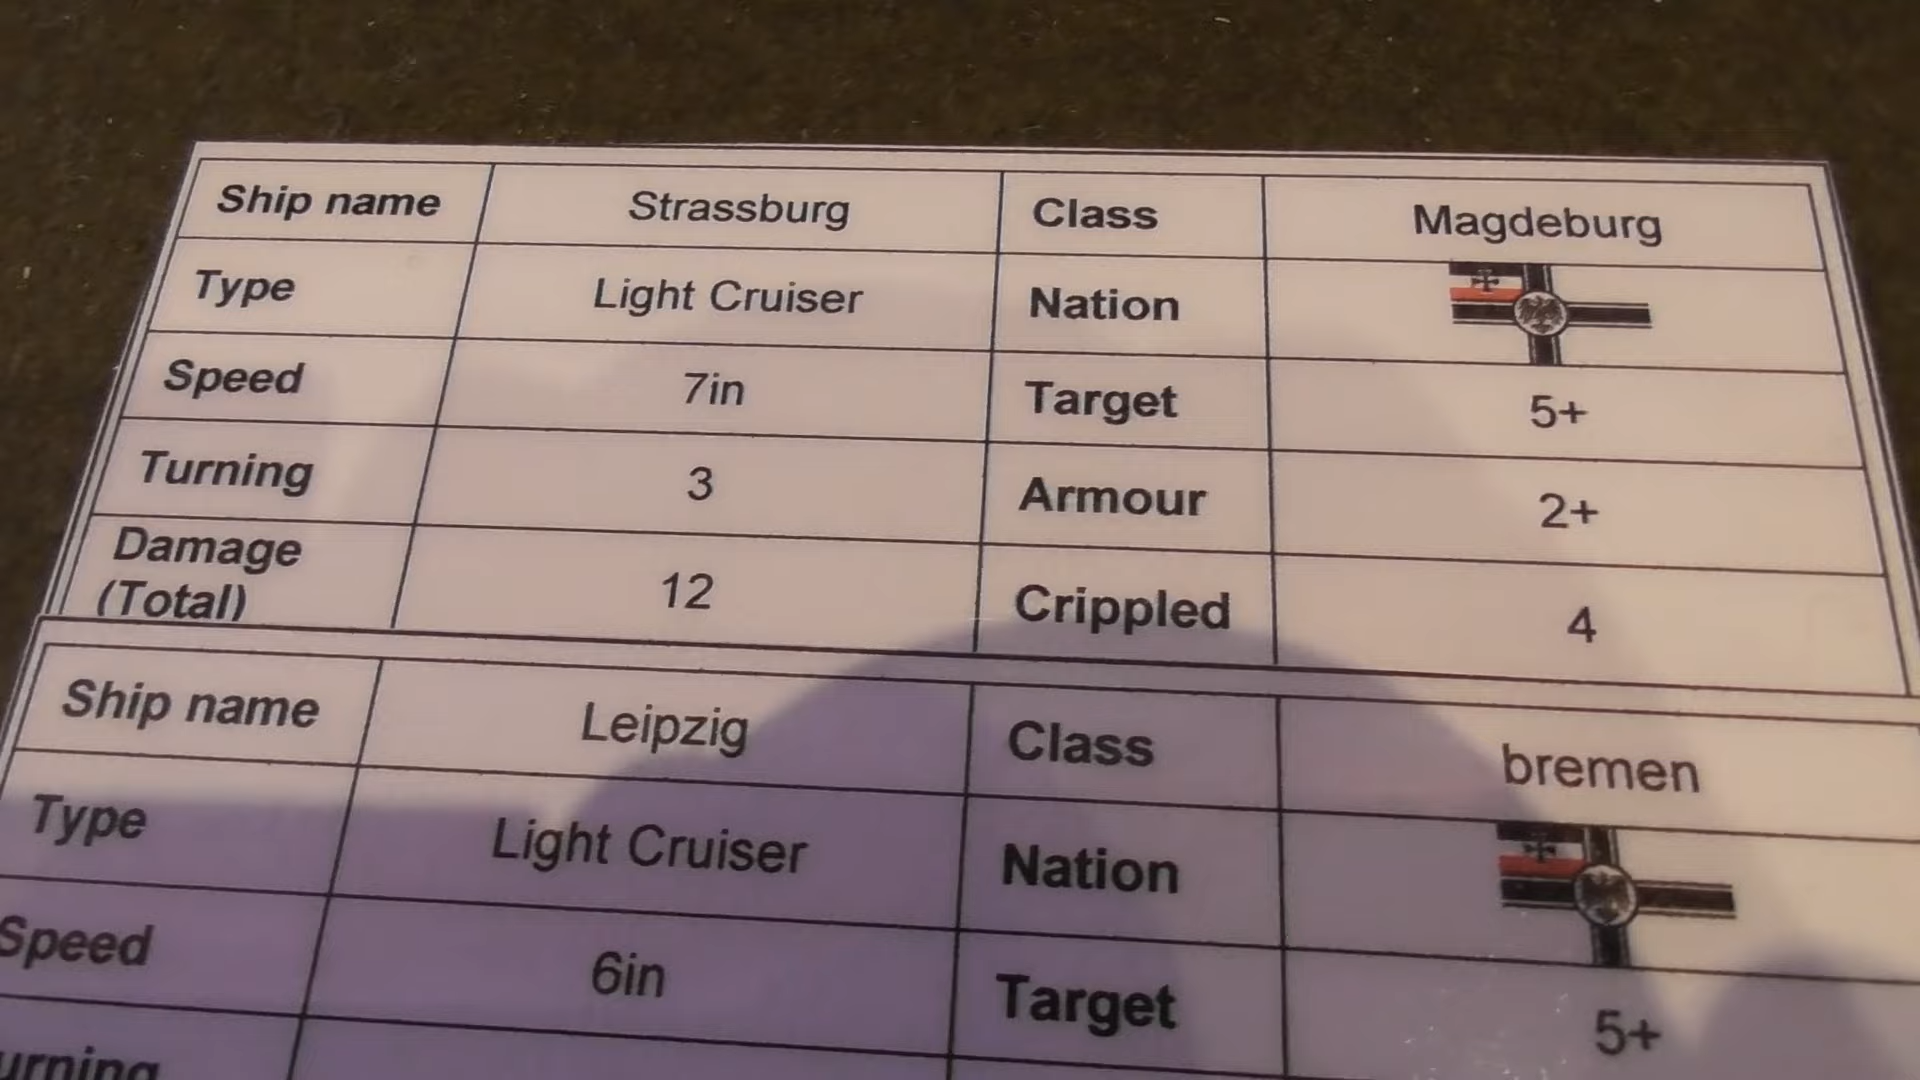 Ship name Strassburg Class Magdeburg
Type Light Cruiser Nation
Speed 7in Target 5+
Turning 3 Armour 2+
Damage
(Total) 12 Crippled 4
Ship name Leipzig Class bremen
Type Light Cruiser Nation
Speed 6in Target 5+
urning